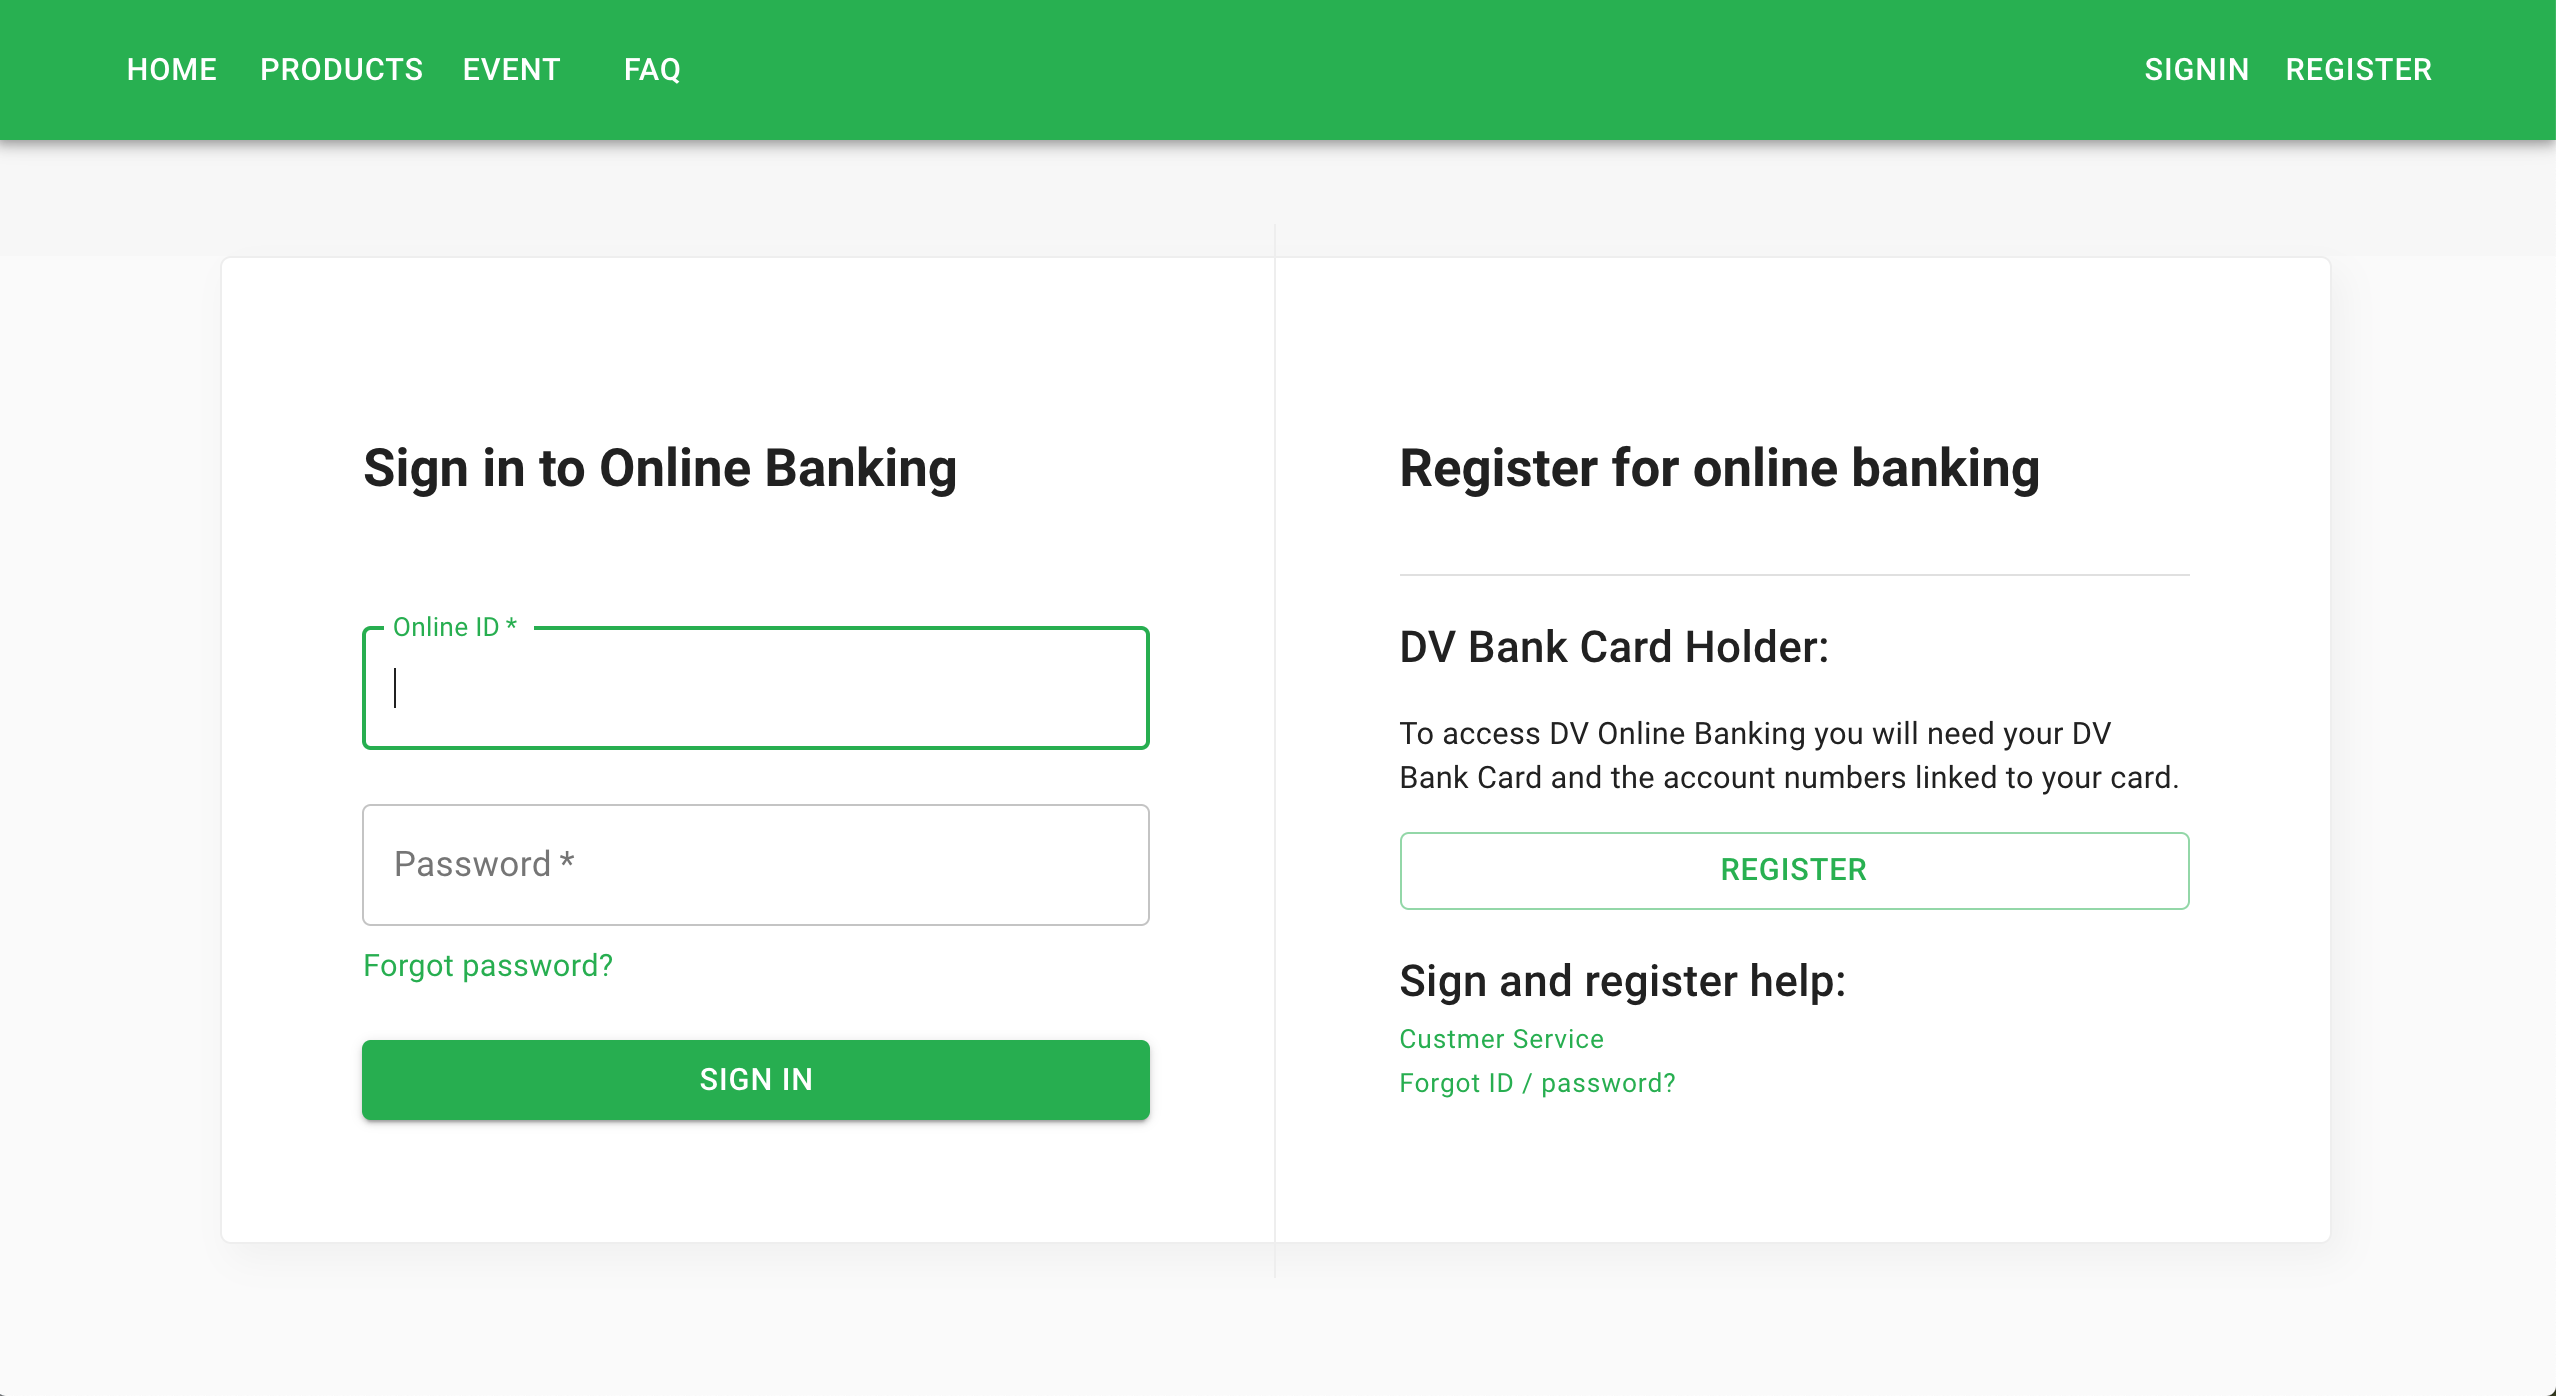 HOME PRODUCTS EVENT FAQ SIGNIN REGISTER
Sign in to Online Banking
Online ID *
Password *
Forgot password?
SIGN IN
Register for online banking
DV Bank Card Holder:
To access DV Online Banking you will need your DV
Bank Card and the account numbers linked to your card.
REGISTER
Sign and register help:
Custmer Service
Forgot ID / password?